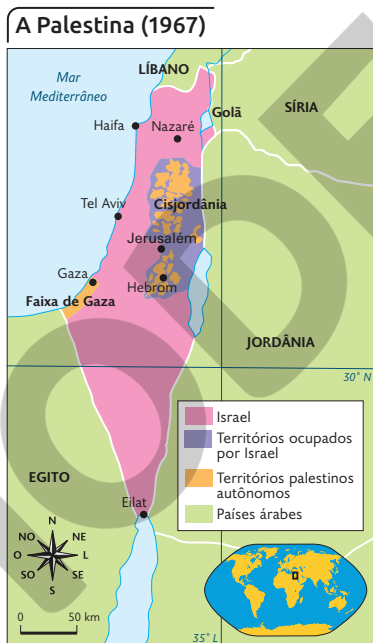 A Palestina (1967)
LÍBANO
Mar
Mediterrâneo
Golã
SÍRIA
Haifa
Nazaré
Tel Aviv
Cisjordânia
Jerusalém
Gaza
Hebrom
Faixa de Gaza
JORDÂNIA
30° N
Israel
Territórios ocupados
por Israel
Territórios palestinos
autônomos
Países árabes
EGITO
Eilat
N
NO NE
O L
SO SE
S
0 50 km
35° L